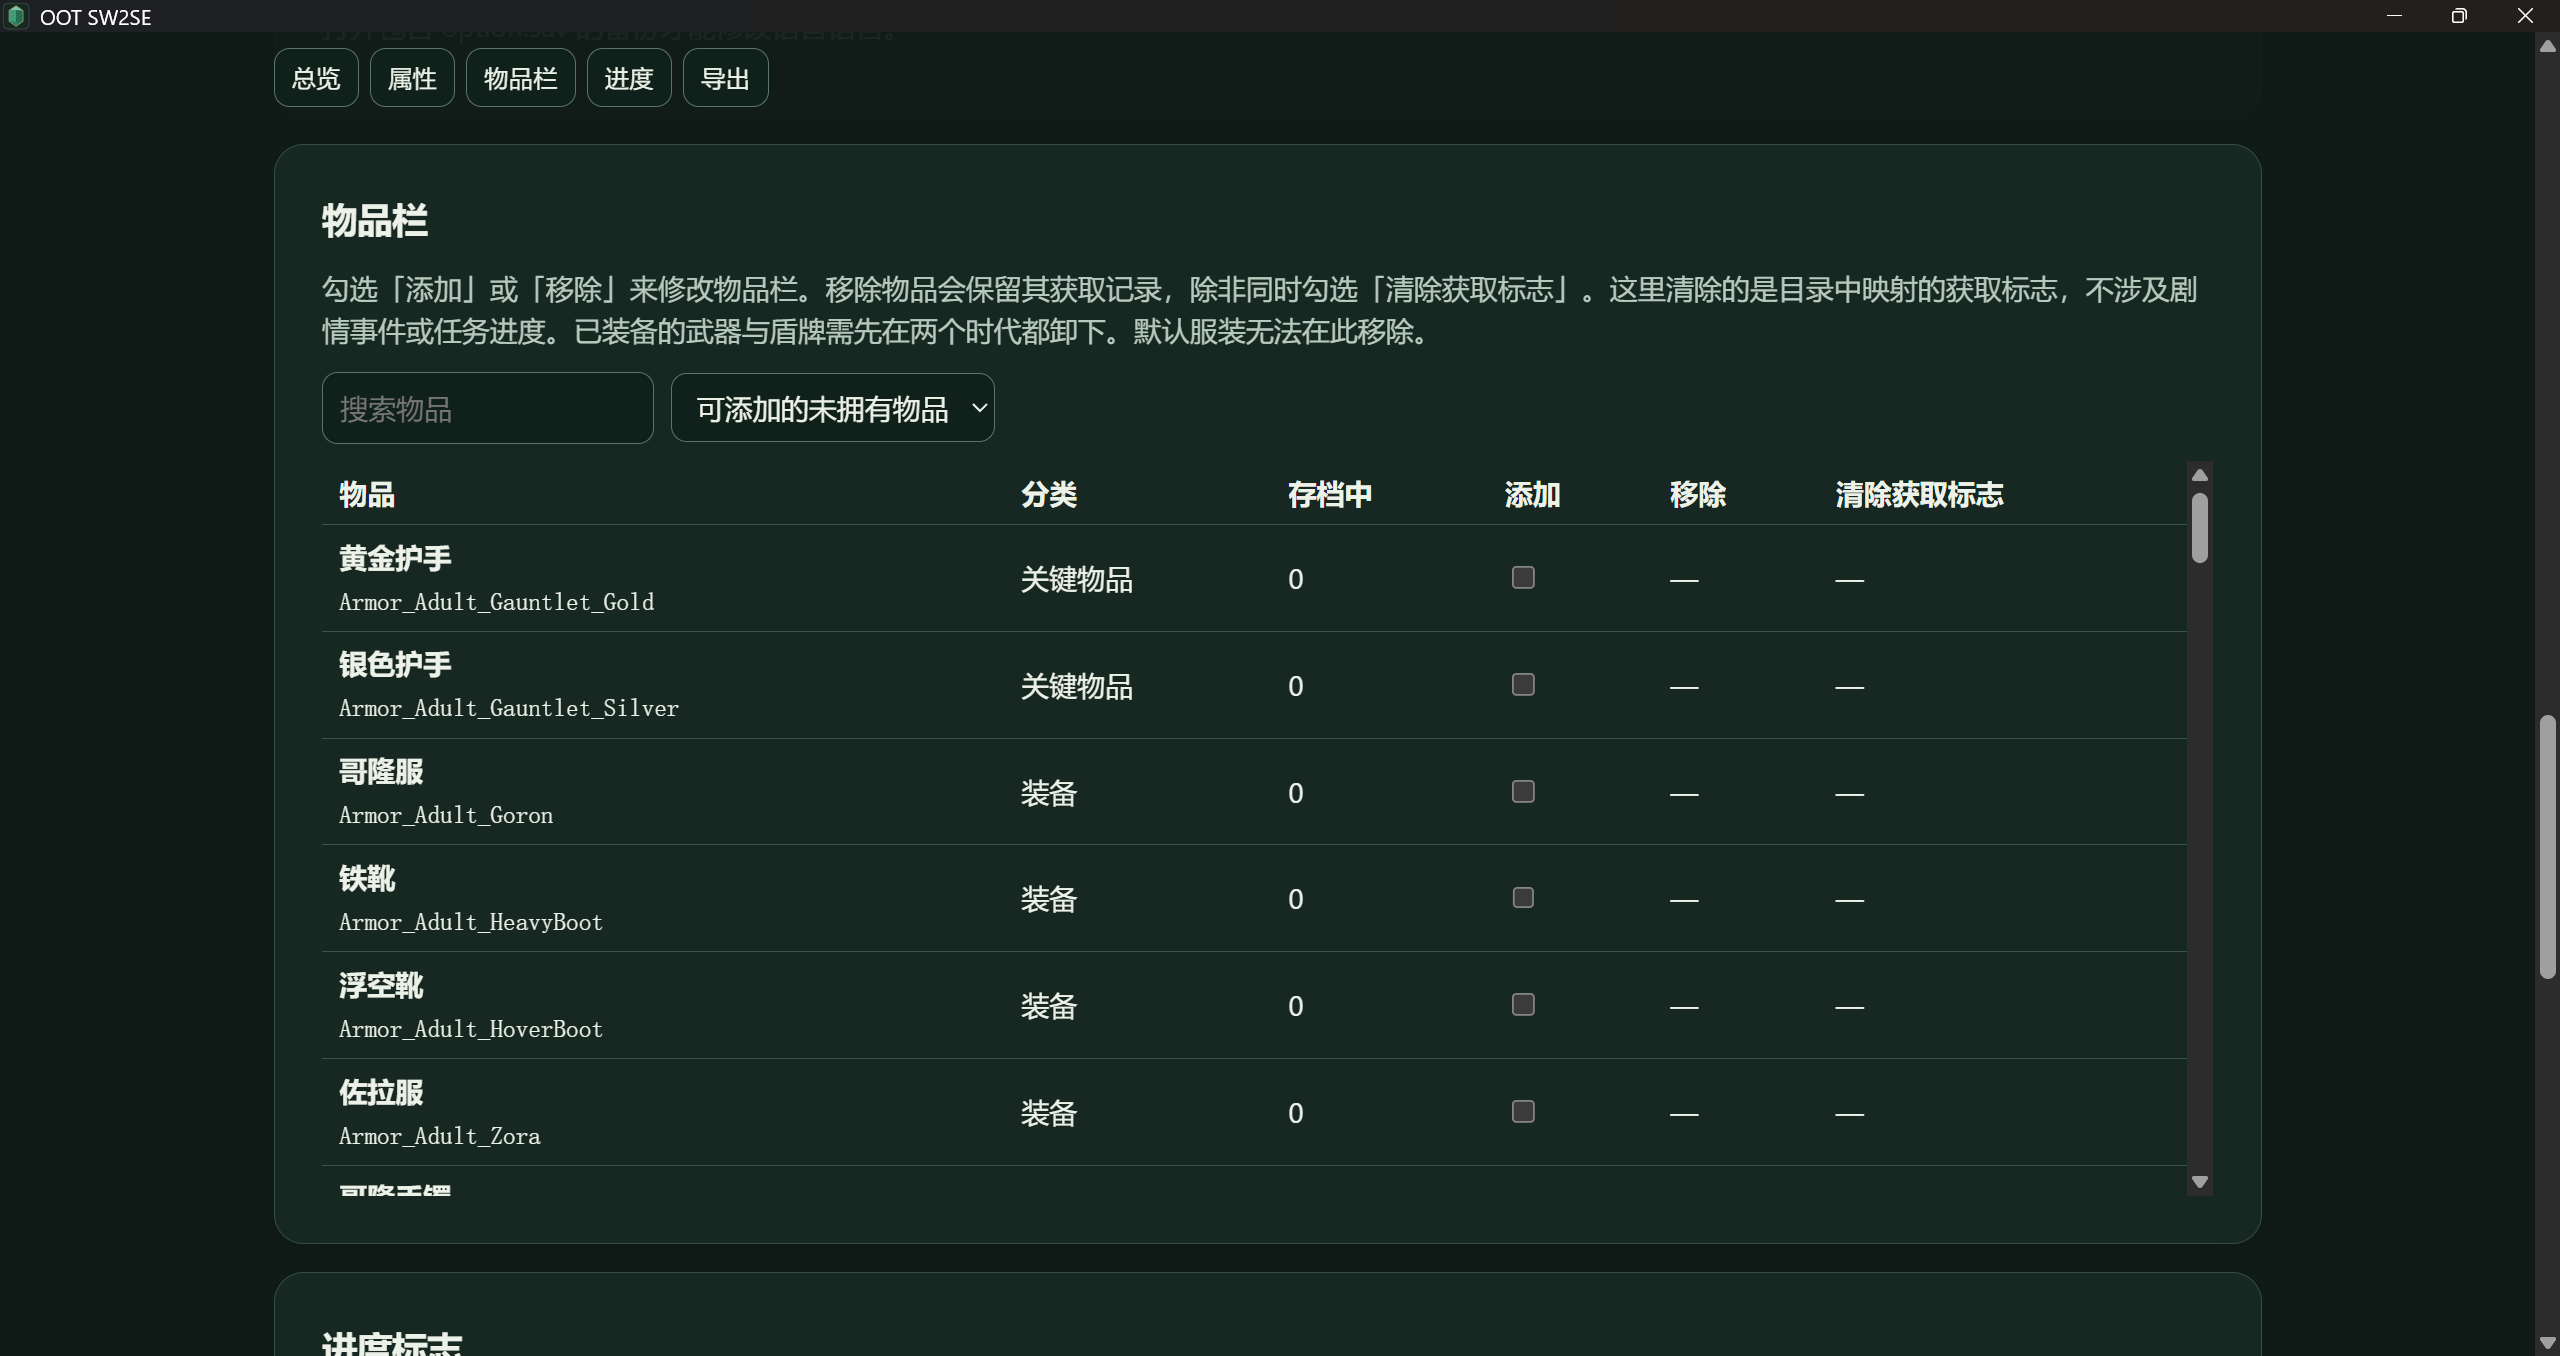 OOT SW2SE
总览 属性 物品栏 进度 导出
物品栏
勾选「添加」或「移除」来修改物品栏。移除物品会保留其获取记录，除非同时勾选「清除获取标志」。这里清除的是目录中映射的获取标志，不涉及剧
情事件或任务进度。已装备的武器与盾牌需先在两个时代都卸下。默认服装无法在此移除。
搜索物品 可添加的未拥有物品
物品 分类 存档中 添加 移除 清除获取标志
黄金护手
Armor_Adult_Gauntlet_Gold
关键物品 0 — —
银色护手
Armor_Adult_Gauntlet_Silver
关键物品 0 — —
哥隆服
Armor_Adult_Goron
装备 0 — —
铁靴
Armor_Adult_HeavyBoot
装备 0 — —
浮空靴
Armor_Adult_HoverBoot
装备 0 — —
佐拉服
Armor_Adult_Zora
装备 0 — —
哥隆手镯
进度标志